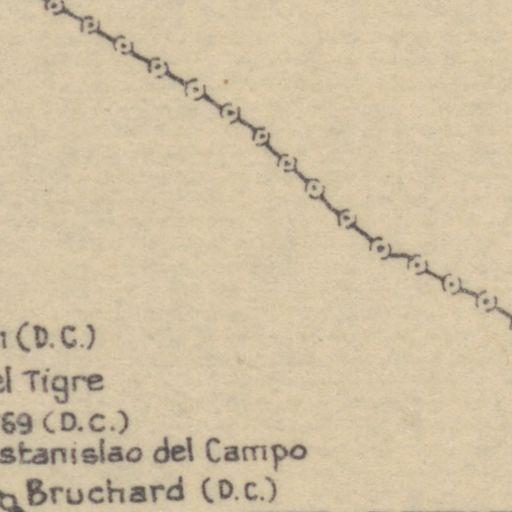 (D.C.)
el Tigre
69 (D.C.)
stanislao del Campo
Bruchard (D.C.)